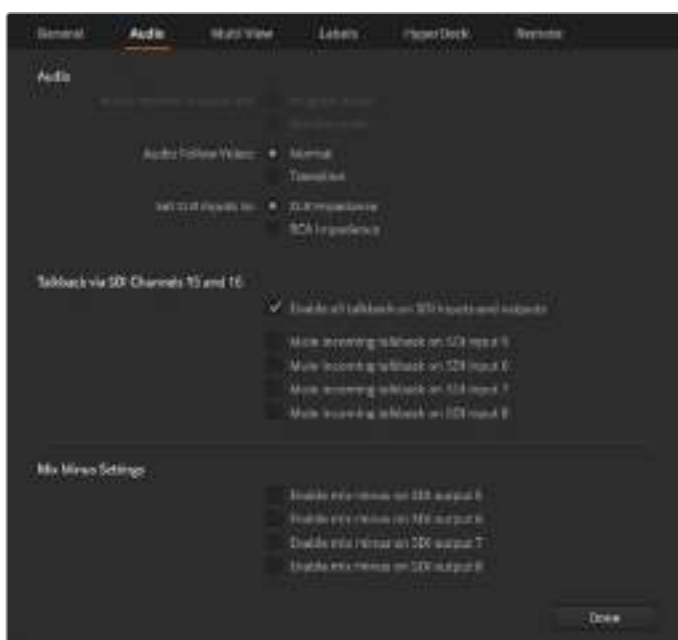 General Audio Multi View Labels HyperDeck Remote
Audio
Program audio
Audio Follow Video: Normal
Transition
Set XLR inputs to: XLR Impedance
RCA Impedance
Talkback via SDI Channels 15 and 16
Enable all talkback on SDI inputs and outputs
Mute incoming talkback on SDI input 5
Mute incoming talkback on SDI input 6
Mute incoming talkback on SDI input 7
Mute incoming talkback on SDI input 8
Mix Minus Settings
Enable mix minus on SDI output 5
Enable mix minus on SDI output 6
Enable mix minus on SDI output 7
Enable mix minus on SDI output 8
Done